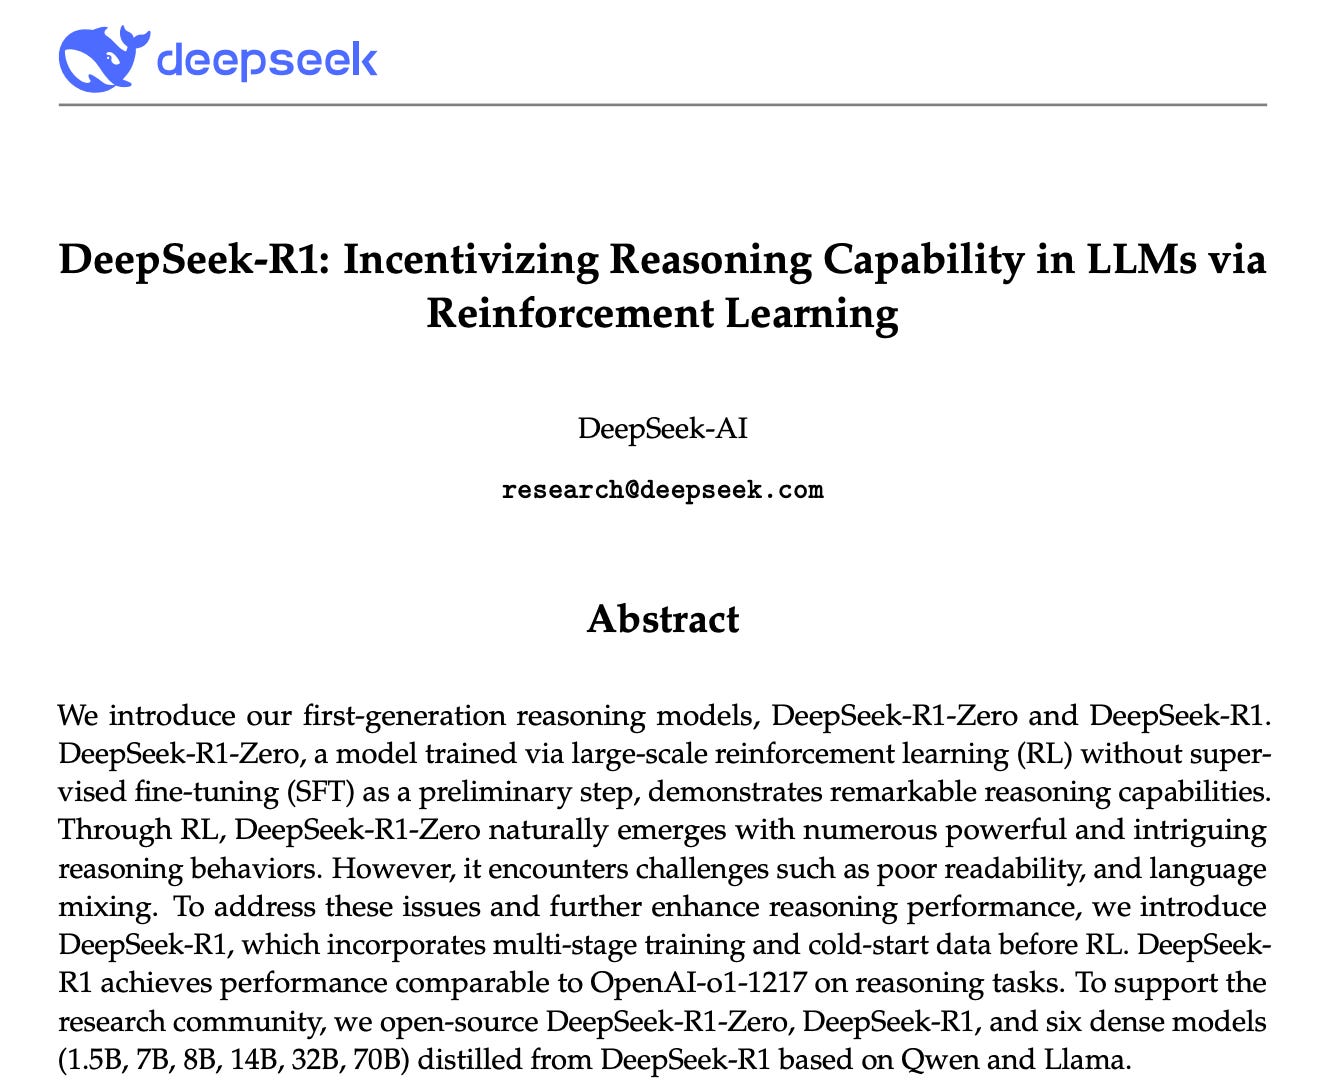 deepseek
DeepSeek-R1: Incentivizing Reasoning Capability in LLMs via
Reinforcement Learning
DeepSeek-AI
research@deepseek.com
Abstract
We introduce our first-generation reasoning models, DeepSeek-R1-Zero and DeepSeek-R1.
DeepSeek-R1-Zero, a model trained via large-scale reinforcement learning (RL) without super-
vised fine-tuning (SFT) as a preliminary step, demonstrates remarkable reasoning capabilities.
Through RL, DeepSeek-R1-Zero naturally emerges with numerous powerful and intriguing
reasoning behaviors. However, it encounters challenges such as poor readability, and language
mixing. To address these issues and further enhance reasoning performance, we introduce
DeepSeek-R1, which incorporates multi-stage training and cold-start data before RL. DeepSeek-
R1 achieves performance comparable to OpenAI-o1-1217 on reasoning tasks. To support the
research community, we open-source DeepSeek-R1-Zero, DeepSeek-R1, and six dense models
(1.5B, 7B, 8B, 14B, 32B, 70B) distilled from DeepSeek-R1 based on Qwen and Llama.